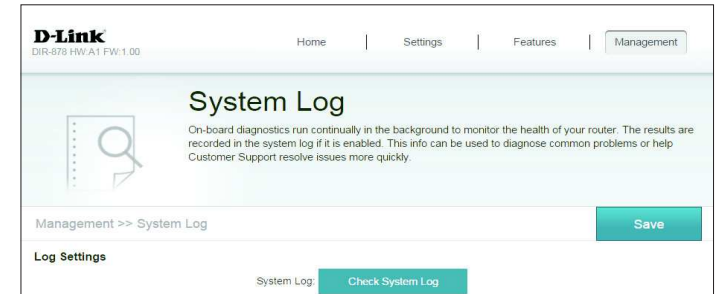 D-Link
DIR-878 HW:A1 FW:1.00
Home | Settings | Features | Management
System Log
On-board diagnostics run continually in the background to monitor the health of your router. The results are
recorded in the system log if it is enabled. This info can be used to diagnose common problems or help
Customer Support resolve issues more quickly.
Management >> System Log
Save
Log Settings
System Log: Check System Log